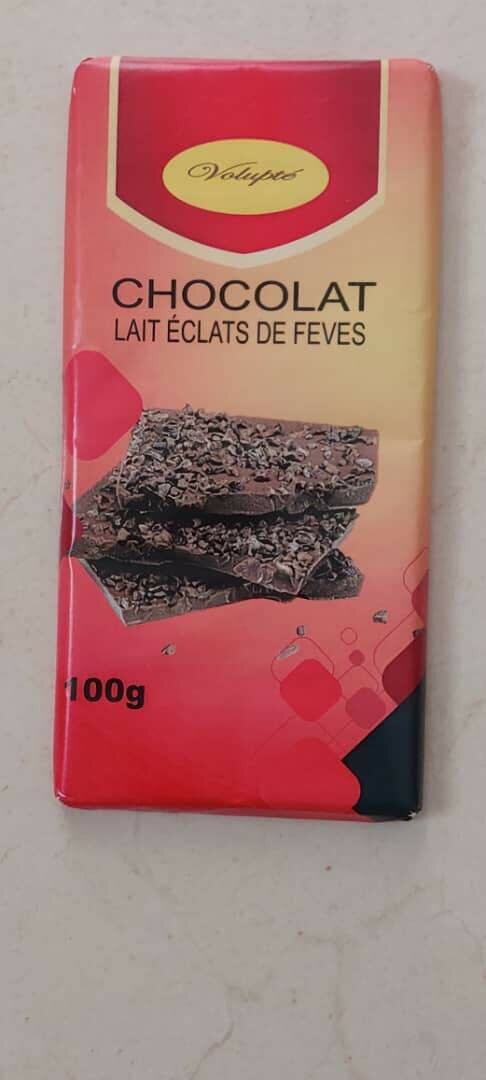 Volupté
CHOCOLAT
LAIT ÉCLATS DE FEVES
100g